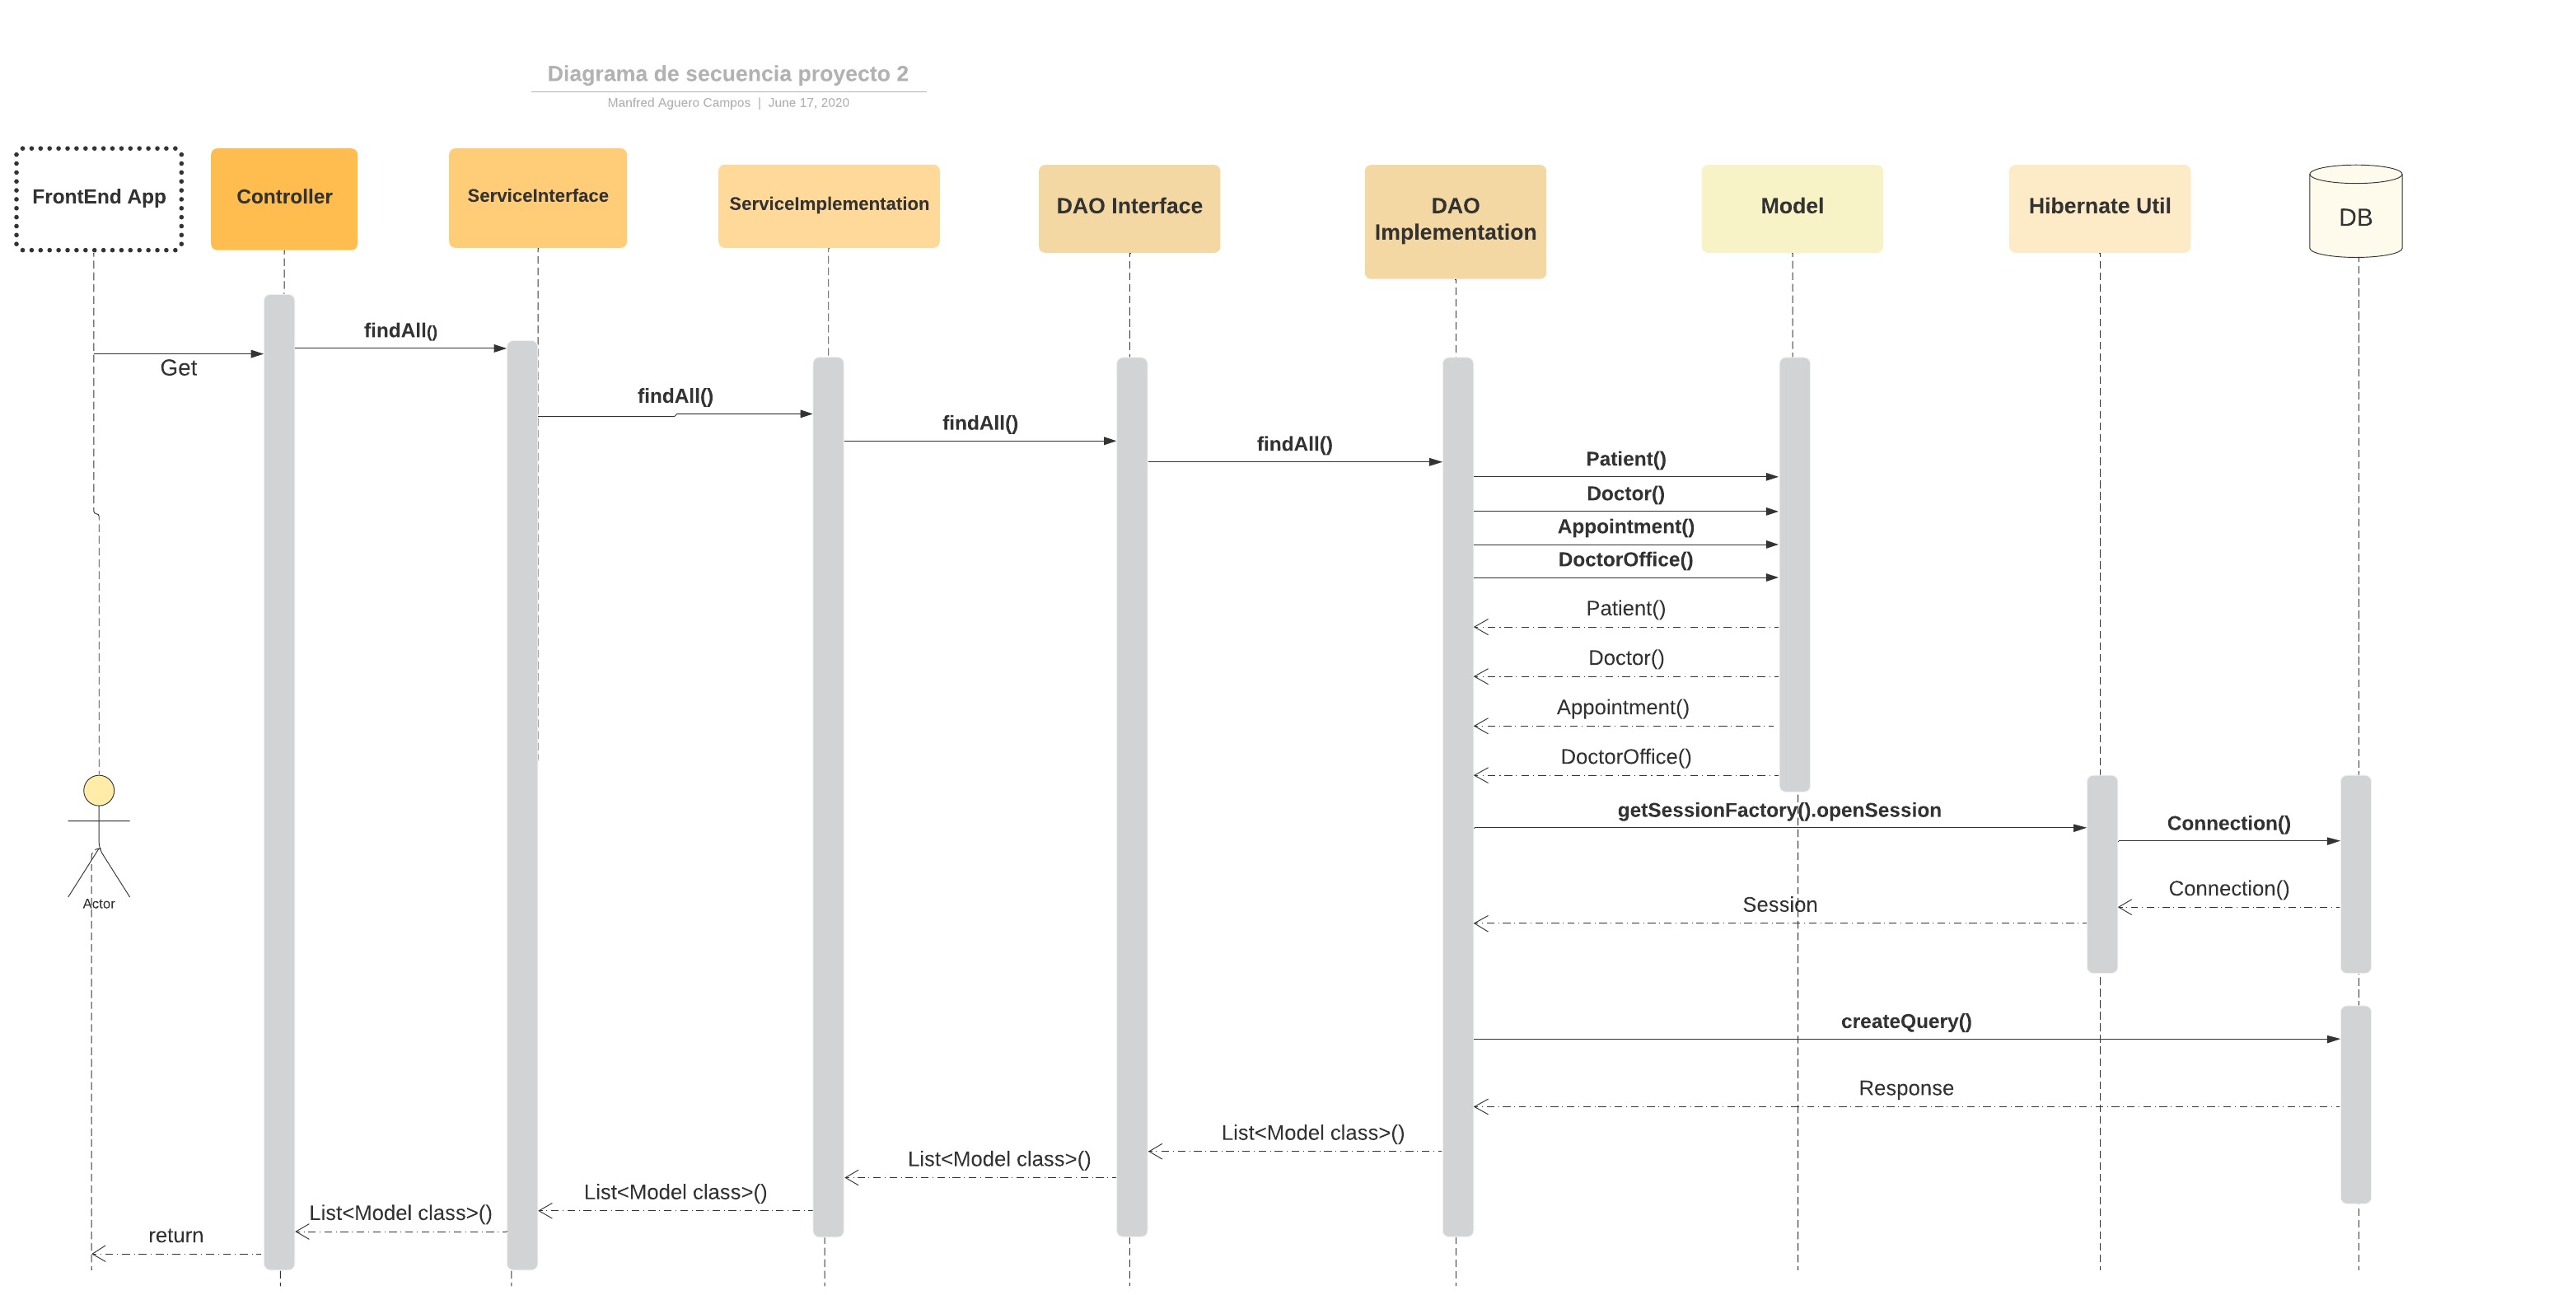 Diagrama de secuencia proyecto 2
Manfred Aguero Campos | June 17, 2020
FrontEnd App
Controller
ServiceInterface
ServiceImplementation
DAO Interface
DAO
Implementation
Model
Hibernate Util
DB
findAll()
Get
findAll()
findAll()
findAll()
Patient()
Doctor()
Appointment()
DoctorOffice()
Patient()
Doctor()
Appointment()
DoctorOffice()
getSessionFactory().openSession
Connection()
Connection()
Session
Actor
createQuery()
Response
List<Model class>()
List<Model class>()
List<Model class>()
List<Model class>()
return